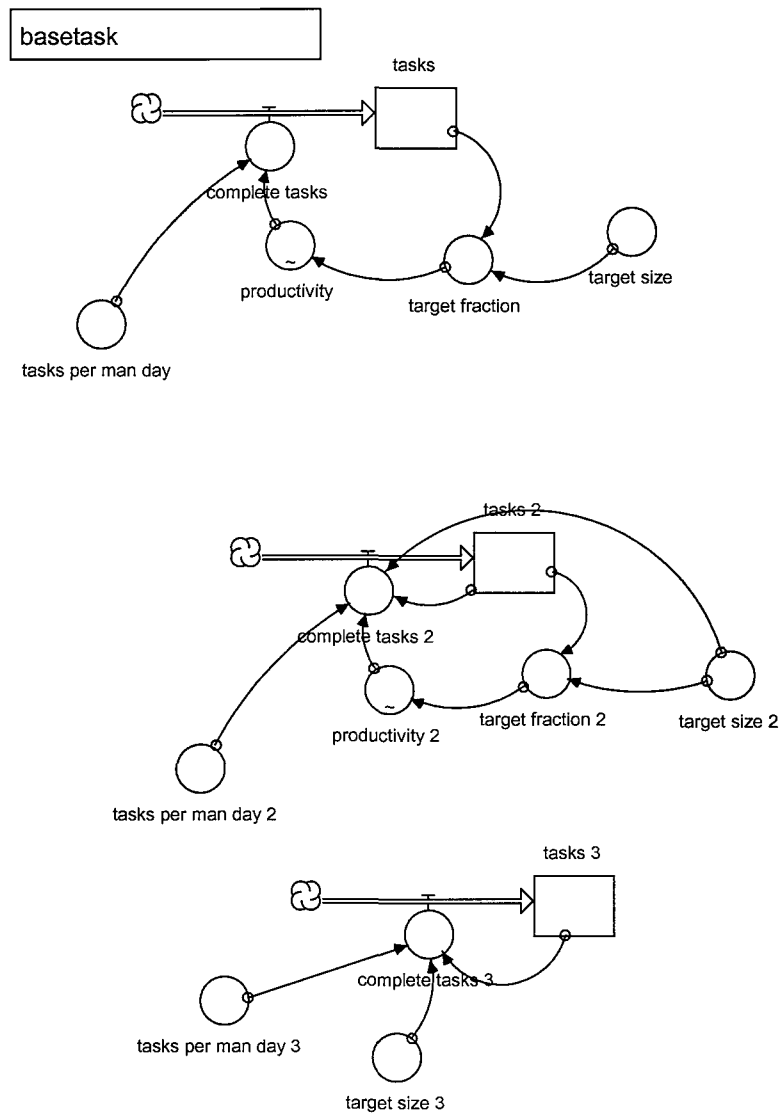 basetask
tasks
complete tasks
productivity
target fraction
target size
tasks per man day
tasks 2
complete tasks 2
productivity 2
target fraction 2
target size 2
tasks per man day 2
tasks 3
complete tasks 3
tasks per man day 3
target size 3